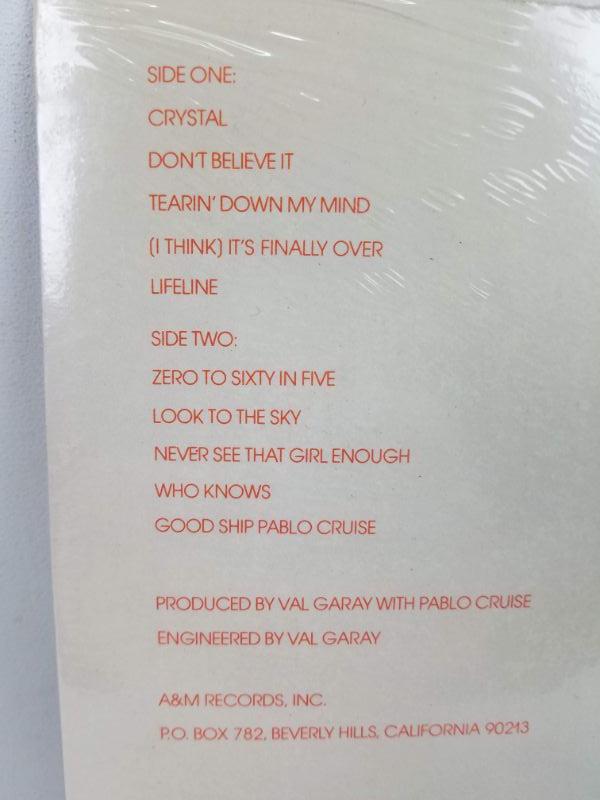 SIDE ONE:
CRYSTAL
DON'T BELIEVE IT
TEARIN' DOWN MY MIND
(I THINK) IT'S FINALLY OVER
LIFELINE
SIDE TWO:
ZERO TO SIXTY IN FIVE
LOOK TO THE SKY
NEVER SEE THAT GIRL ENOUGH
WHO KNOWS
GOOD SHIP PABLO CRUISE
PRODUCED BY VAL GARAY WITH PABLO CRUISE
ENGINEERED BY VAL GARAY
A&M RECORDS, INC.
P.O. BOX 782, BEVERLY HILLS, CALIFORNIA 90213